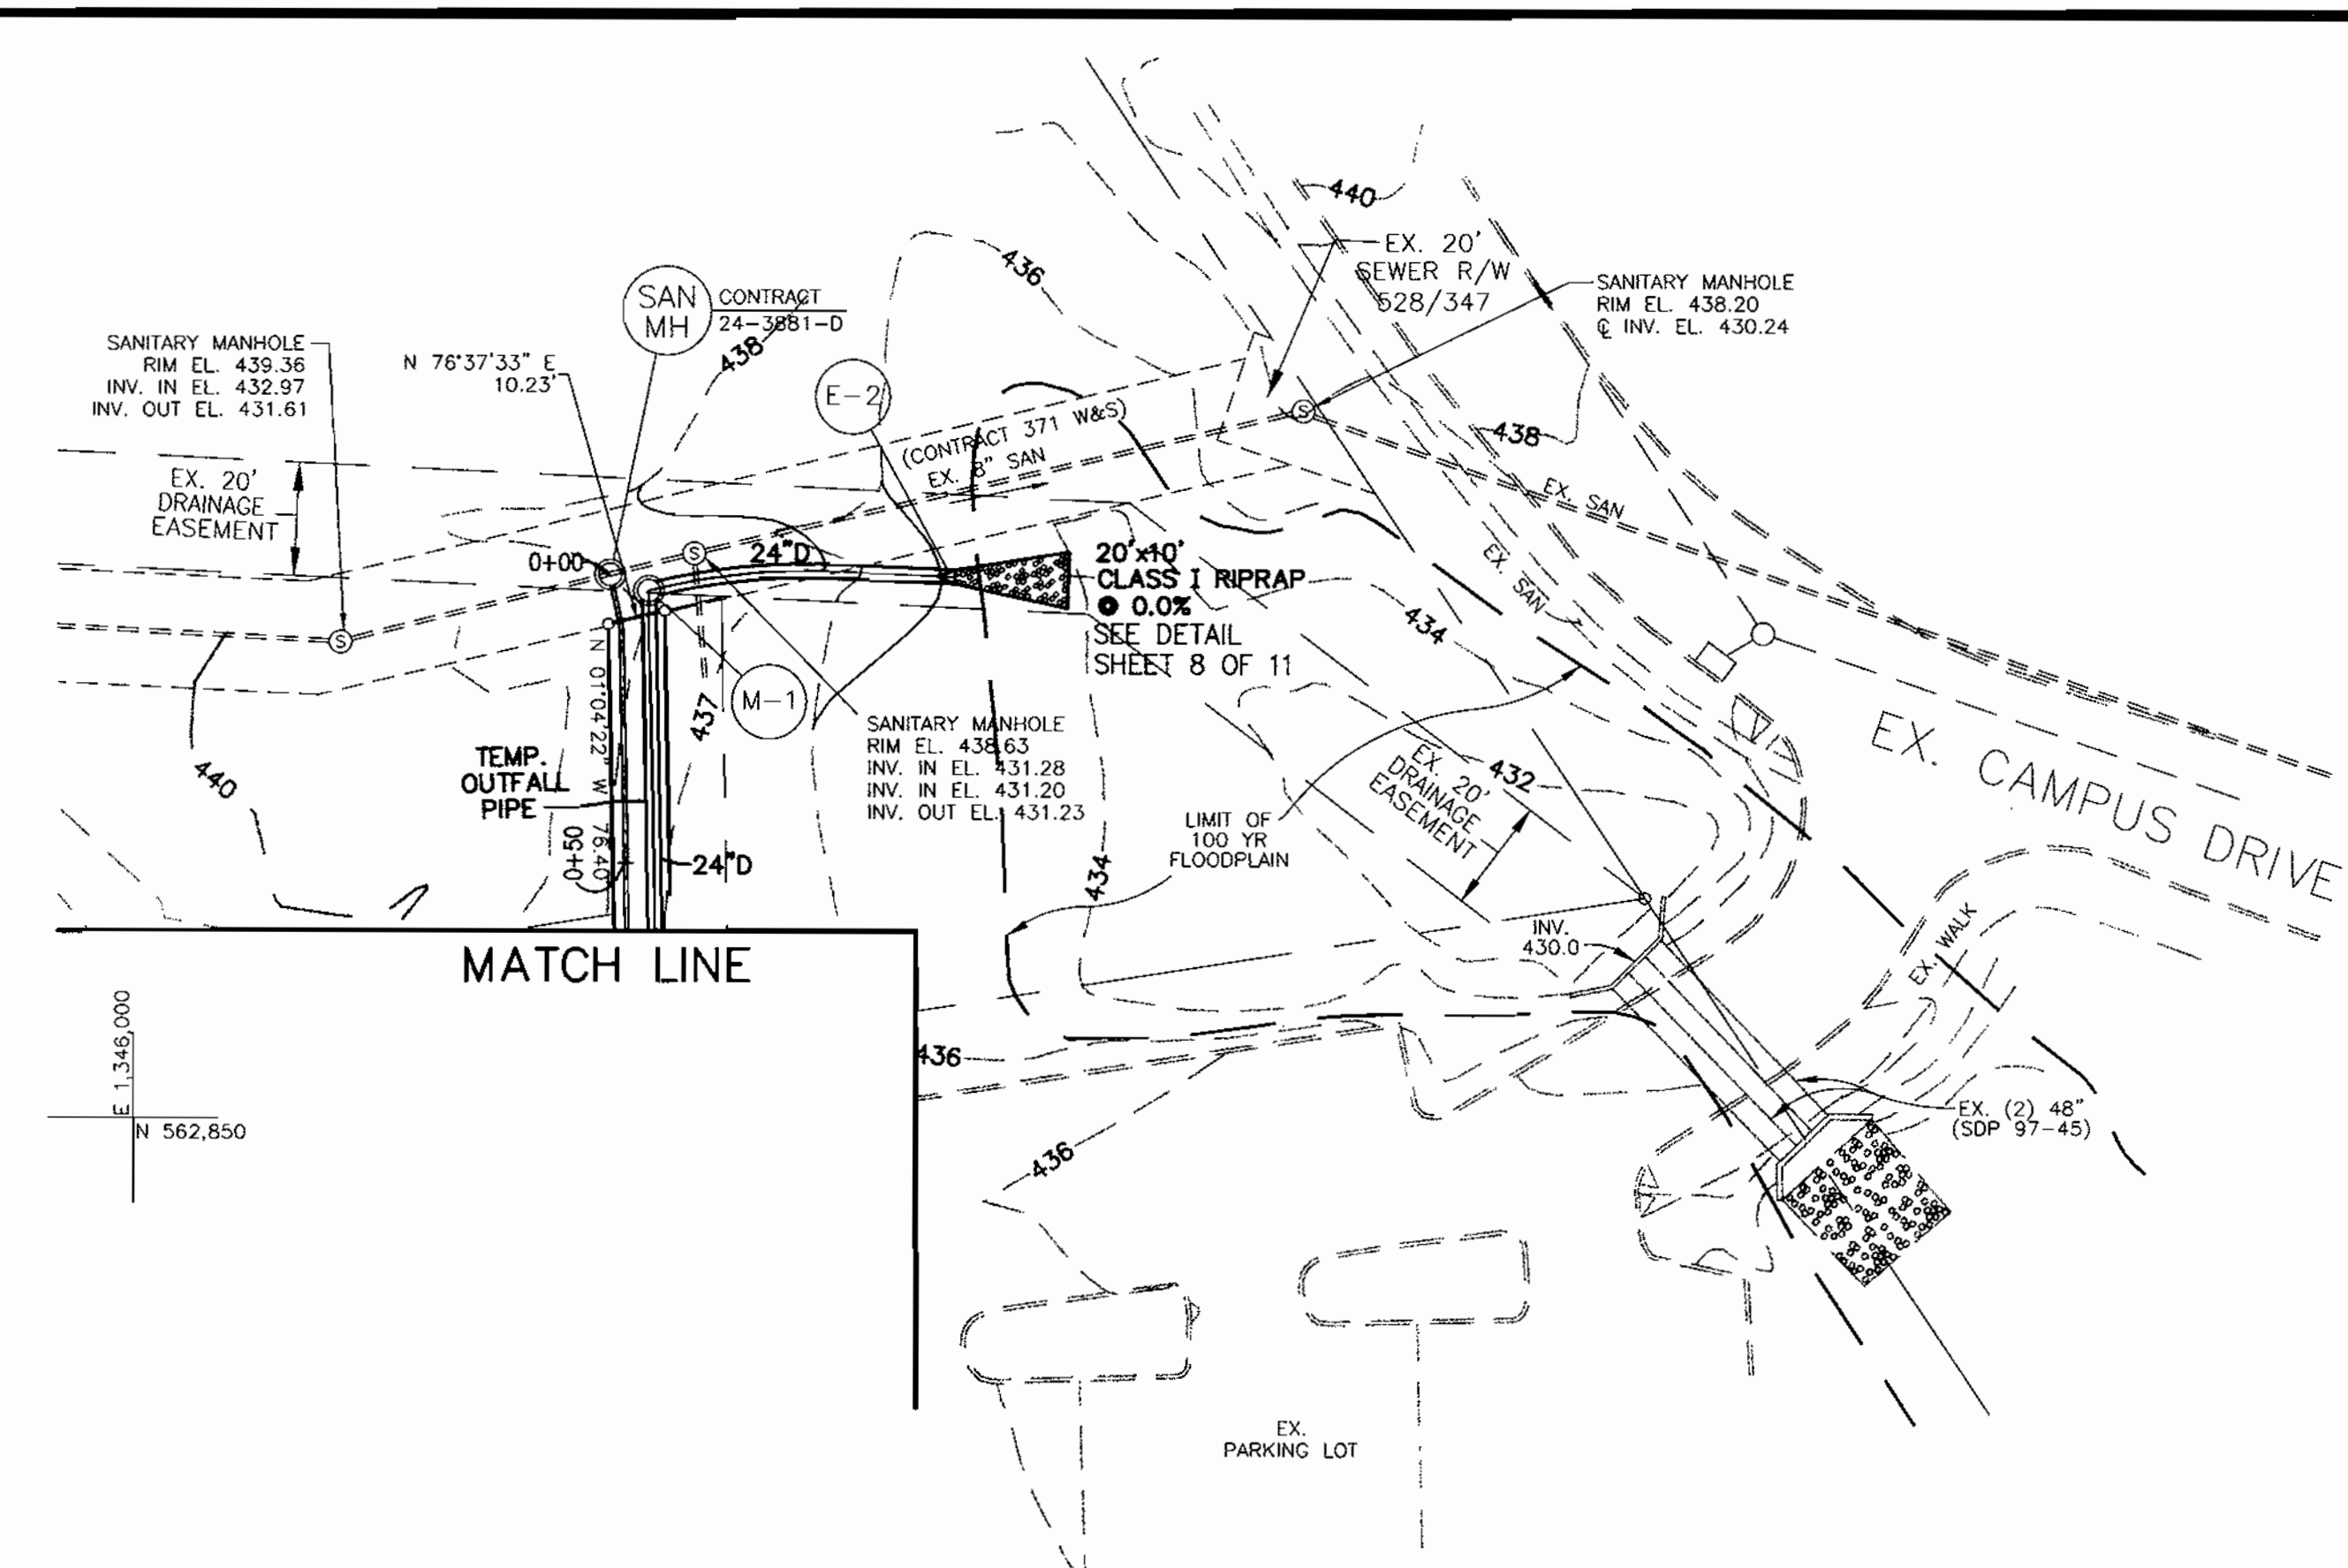 440
EX. 20'
SEWER R/W
528/347
436
SANITARY MANHOLE
RIM EL. 438.20
℄ INV. EL. 430.24
SAN
MH
CONTRACT
24-3881-D
438
SANITARY MANHOLE
RIM EL. 439.36
INV. IN EL. 432.97
INV. OUT EL. 431.61
N 76°37'33" E
10.23'
E-2
(CONTRACT 371 W&S)
EX. 8" SAN
438
EX. SAN
EX. 20'
DRAINAGE
EASEMENT
S
S
S
0+00
24"D
20'x10'
CLASS I RIPRAP
@ 0.0%
SEE DETAIL
SHEET 8 OF 11
EX. SAN
434
M-1
437
N 01°04'22" W 76.40'
SANITARY MANHOLE
RIM EL. 438.63
INV. IN EL. 431.28
INV. IN EL. 431.20
INV. OUT EL. 431.23
TEMP.
OUTFALL
PIPE
440
0+50
24"D
434
LIMIT OF
100 YR
FLOODPLAIN
EX. 20'
DRAINAGE
EASEMENT
432
EX. CAMPUS DRIVE
EX. WALK
INV.
430.0
MATCH LINE
436
E 1,346,000
N 562,850
EX. (2) 48"
(SDP 97-45)
436
EX.
PARKING LOT